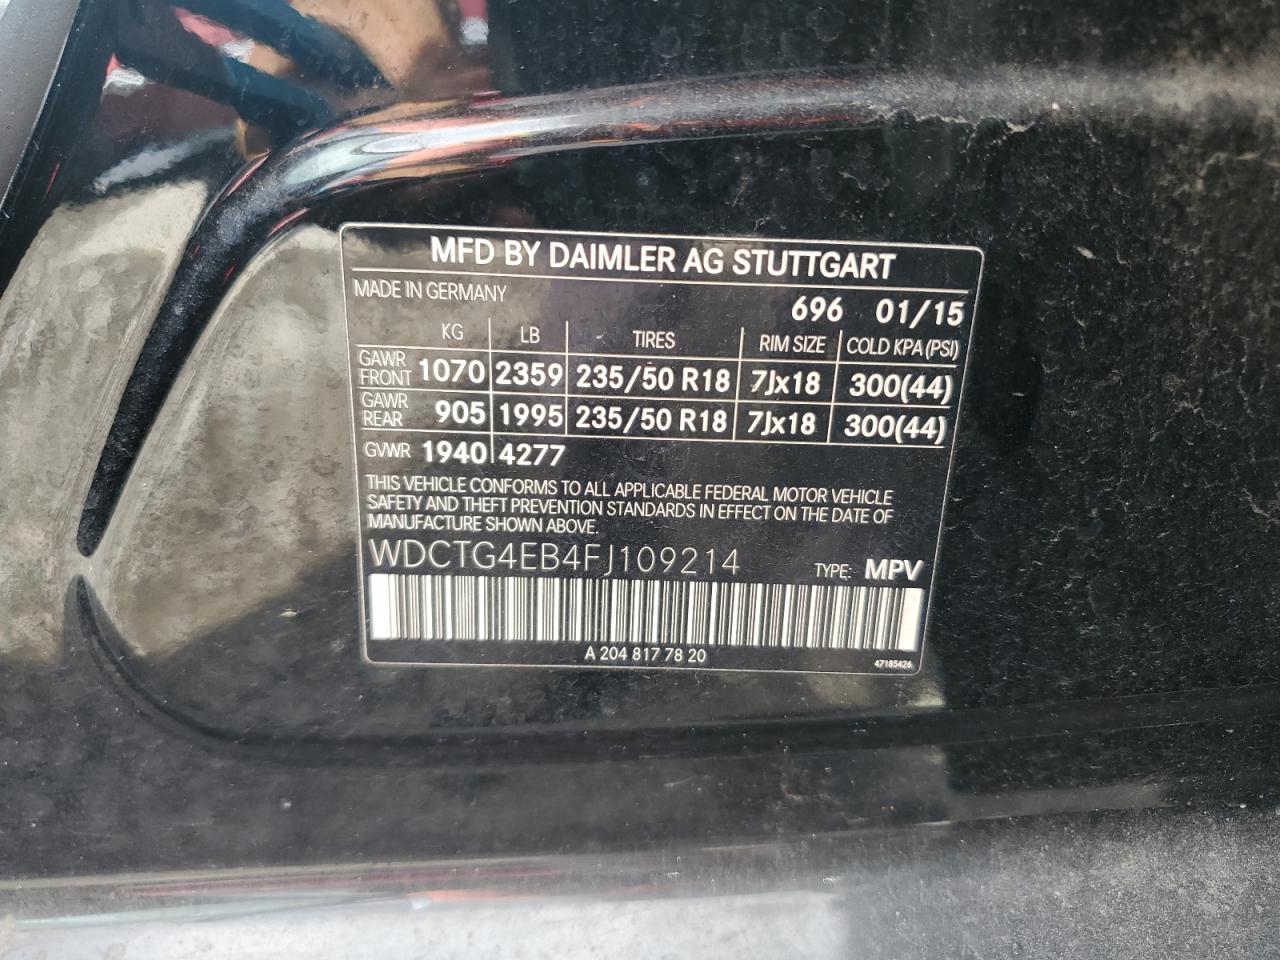 MFD BY DAIMLER AG STUTTGART
MADE IN GERMANY 696 01/15
KG LB TIRES RIM SIZE COLD KPA (PSI)
GAWR FRONT 1070 2359 235/50 R18 7Jx18 300(44)
GAWR REAR 905 1995 235/50 R18 7Jx18 300(44)
GVWR 1940 4277
THIS VEHICLE CONFORMS TO ALL APPLICABLE FEDERAL MOTOR VEHICLE
SAFETY AND THEFT PREVENTION STANDARDS IN EFFECT ON THE DATE OF
MANUFACTURE SHOWN ABOVE.
WDCTG4EB4FJ109214 TYPE: MPV
A 204 817 78 20
47185426